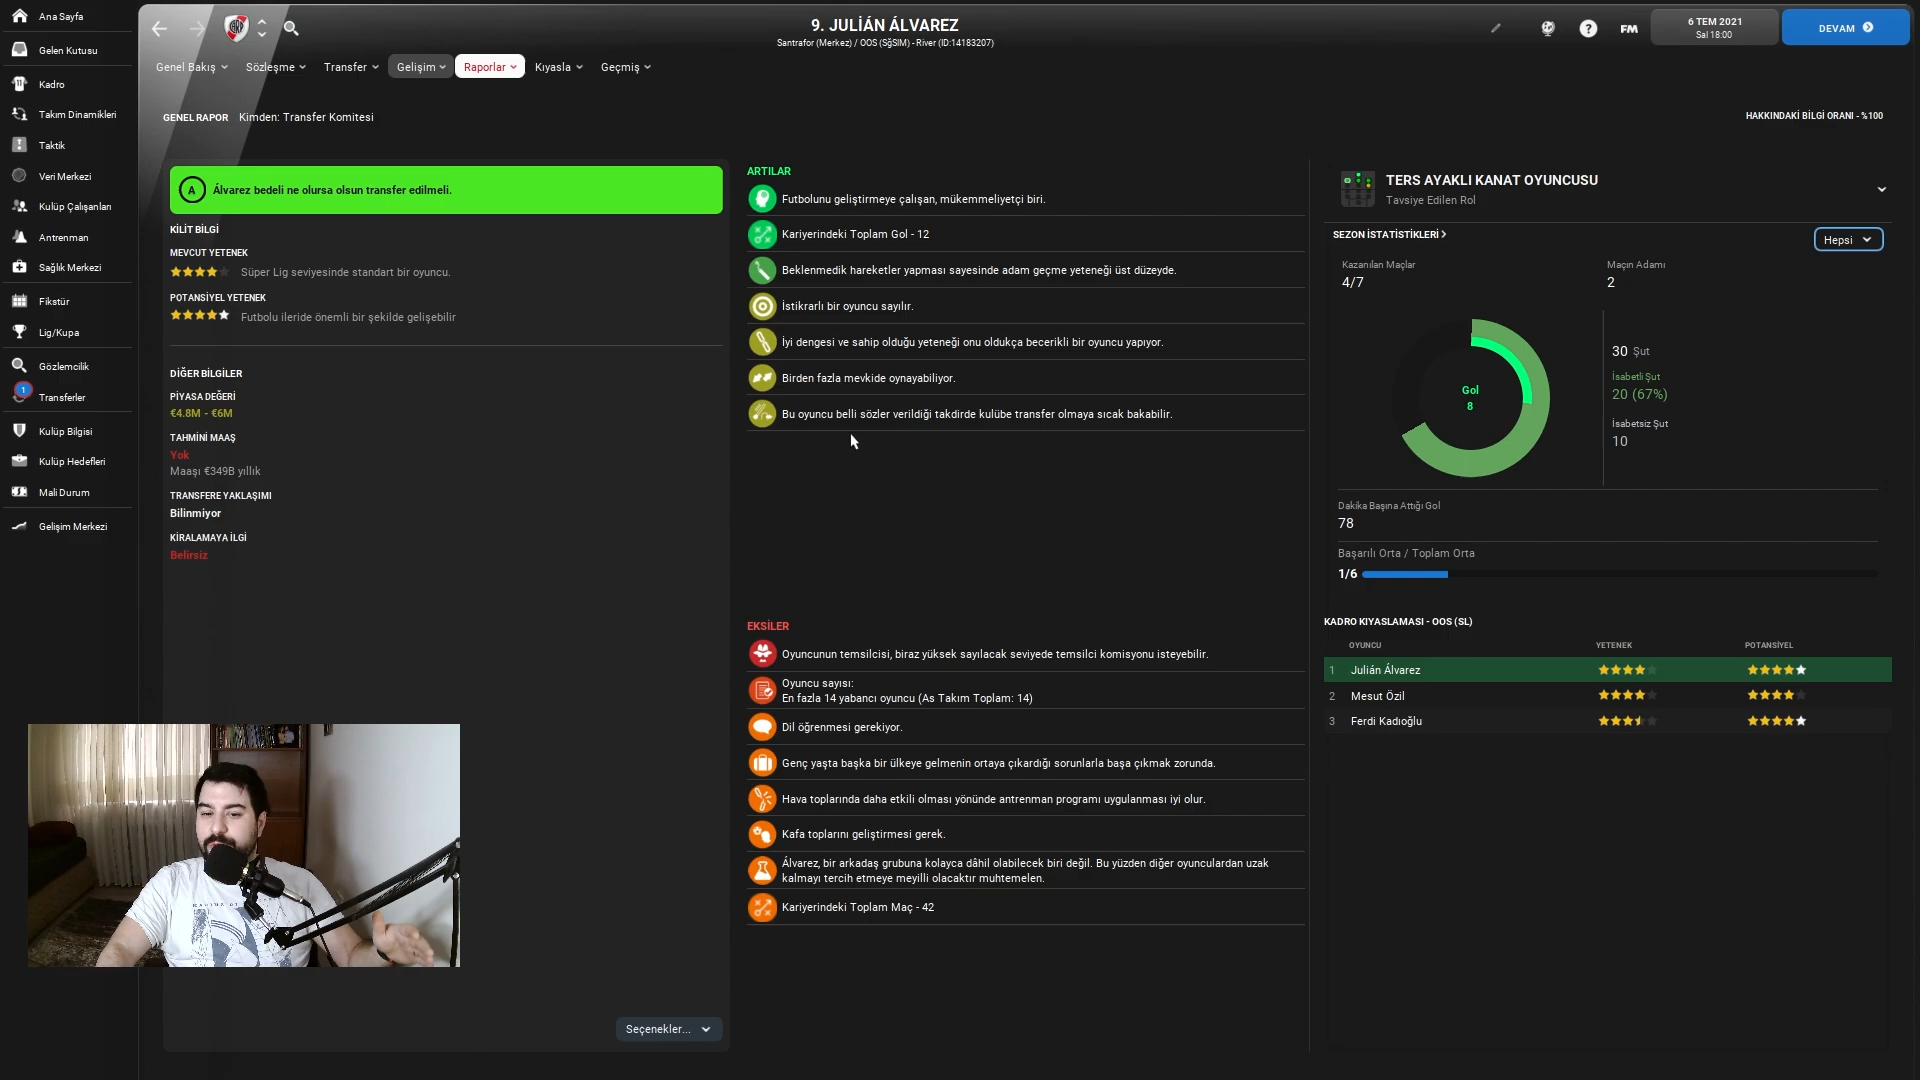 Ana Sayfa
Gelen Kutusu
Kadro
Takım Dinamikleri
Taktik
Veri Merkezi
Kulüp Çalışanları
Antrenman
Sağlık Merkezi
Fikstür
Lig/Kupa
Gözlemcilik
1
Transferler
Kulüp Bilgisi
Kulüp Hedefleri
Mali Durum
Gelişim Merkezi
9. JULIÁN ÁLVAREZ
Santrafor (Merkez) / OOS (SğSlM) - River (ID:14183207)
?
FM
6 TEM 2021
Sal 18:00
DEVAM
Genel Bakış
Sözleşme
Transfer
Gelişim
Raporlar
Kıyasla
Geçmiş
GENEL RAPOR Kimden: Transfer Komitesi
HAKKINDAKİ BİLGİ ORANI - %100
A Álvarez bedeli ne olursa olsun transfer edilmeli.
KİLİT BİLGİ
MEVCUT YETENEK
Süper Lig seviyesinde standart bir oyuncu.
POTANSİYEL YETENEK
Futbolu ileride önemli bir şekilde gelişebilir
DİĞER BİLGİLER
PİYASA DEĞERİ
€4.8M - €6M
TAHMİNİ MAAŞ
Yok
Maaşı €349B yıllık
TRANSFERE YAKLAŞIMI
Bilinmiyor
KİRALAMAYA İLGİ
Belirsiz
Seçenekler...
ARTILAR
Futbolunu geliştirmeye çalışan, mükemmeliyetçi biri.
Kariyerindeki Toplam Gol - 12
Beklenmedik hareketler yapması sayesinde adam geçme yeteneği üst düzeyde.
İstikrarlı bir oyuncu sayılır.
İyi dengesi ve sahip olduğu yeteneği onu oldukça becerikli bir oyuncu yapıyor.
Birden fazla mevkide oynayabiliyor.
Bu oyuncu belli sözler verildiği takdirde kulübe transfer olmaya sıcak bakabilir.
EKSİLER
Oyuncunun temsilcisi, biraz yüksek sayılacak seviyede temsilci komisyonu isteyebilir.
Oyuncu sayısı:
En fazla 14 yabancı oyuncu (As Takım Toplam: 14)
Dil öğrenmesi gerekiyor.
Genç yaşta başka bir ülkeye gelmenin ortaya çıkardığı sorunlarla başa çıkmak zorunda.
Hava toplarında daha etkili olması yönünde antrenman programı uygulanması iyi olur.
Kafa toplarını geliştirmesi gerek.
Álvarez, bir arkadaş grubuna kolayca dâhil olabilecek biri değil. Bu yüzden diğer oyunculardan uzak
kalmayı tercih etmeye meyilli olacaktır muhtemelen.
Kariyerindeki Toplam Maç - 42
TERS AYAKLI KANAT OYUNCUSU
Tavsiye Edilen Rol
SEZON İSTATİSTİKLERİ
Hepsi
Kazanılan Maçlar
4/7
Maçın Adamı
2
Gol
8
30 Şut
İsabetli Şut
20 (67%)
İsabetsiz Şut
10
Dakika Başına Attığı Gol
78
Başarılı Orta / Toplam Orta
1/6
KADRO KIYASLAMASI - OOS (SL)
OYUNCU YETENEK POTANSİYEL
1 Julián Álvarez
2 Mesut Özil
3 Ferdi Kadıoğlu